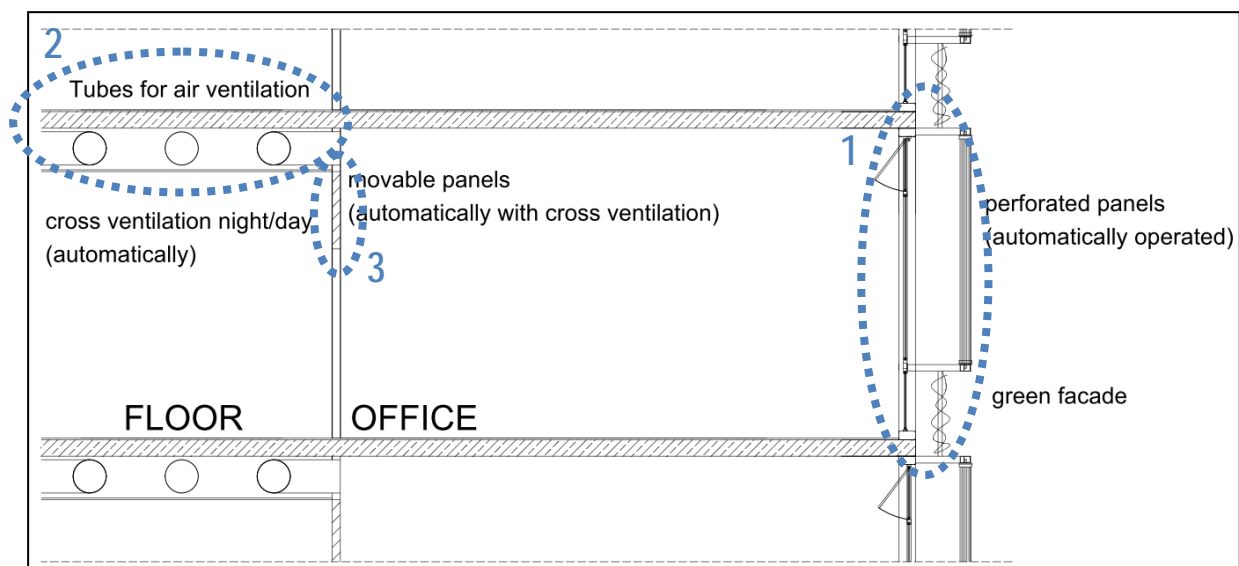 2
Tubes for air ventilation
1
movable panels
(automatically with cross ventilation)
perforated panels
(automatically operated)
cross ventilation night/day
(automatically)
3
green facade
FLOOR
OFFICE